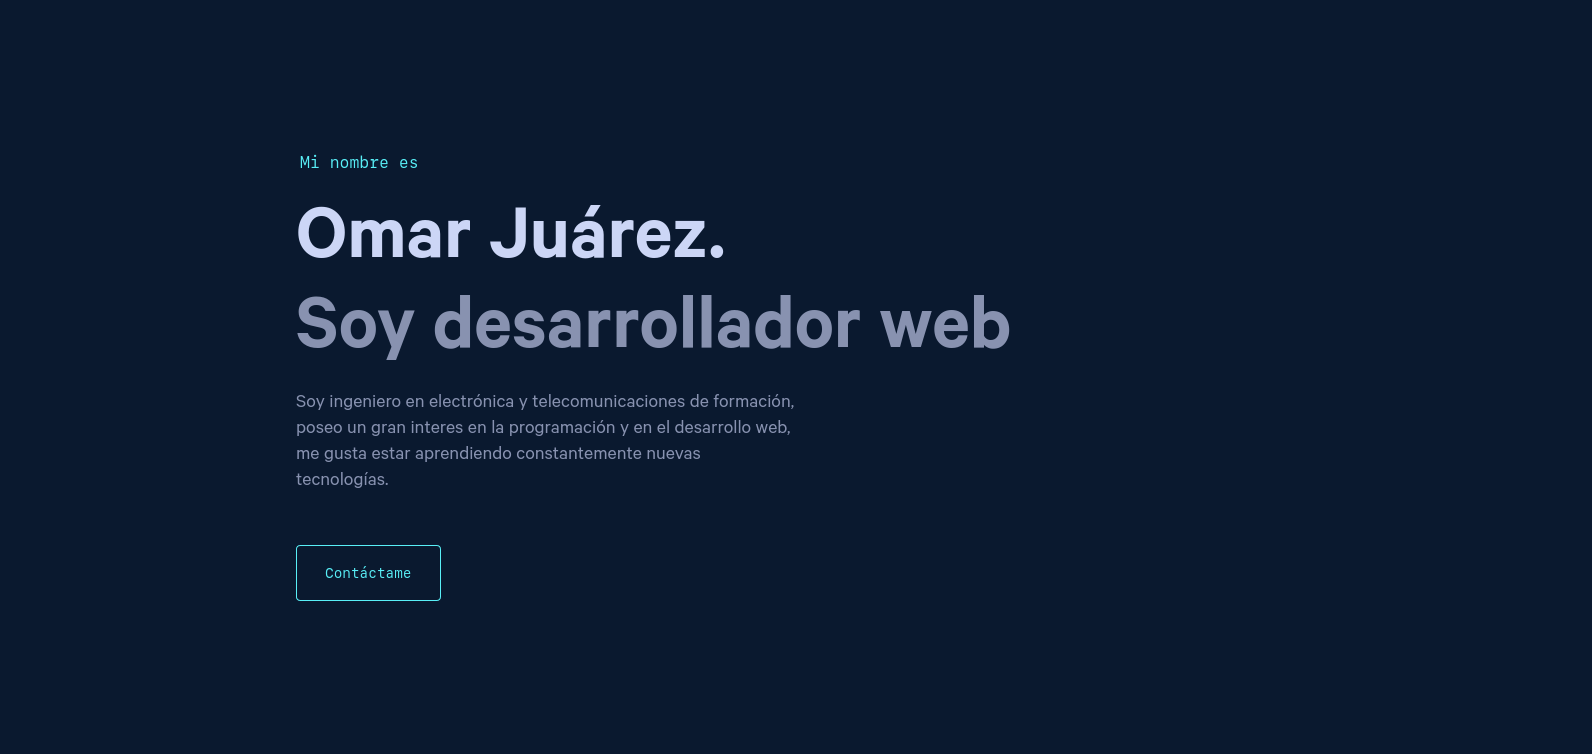 Mi nombre es
Omar Juárez.
Soy desarrollador web
Soy ingeniero en electrónica y telecomunicaciones de formación,
poseo un gran interes en la programación y en el desarrollo web,
me gusta estar aprendiendo constantemente nuevas
tecnologías.
Contáctame